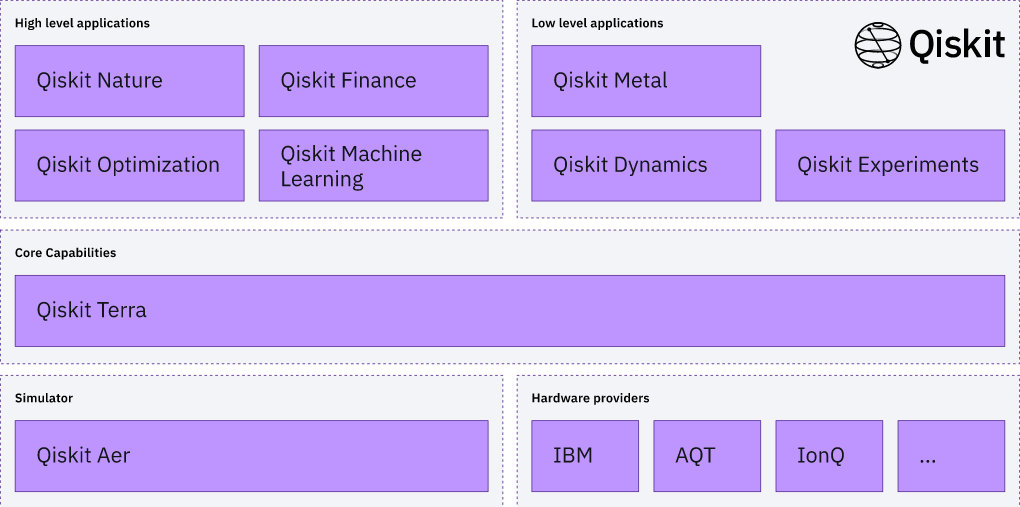 High level applications
Qiskit Nature
Qiskit Finance
Qiskit Optimization
Qiskit Machine
Learning
Low level applications
Qiskit
Qiskit Metal
Qiskit Dynamics
Qiskit Experiments
Core Capabilities
Qiskit Terra
Simulator
Qiskit Aer
Hardware providers
IBM
AQT
IonQ
...